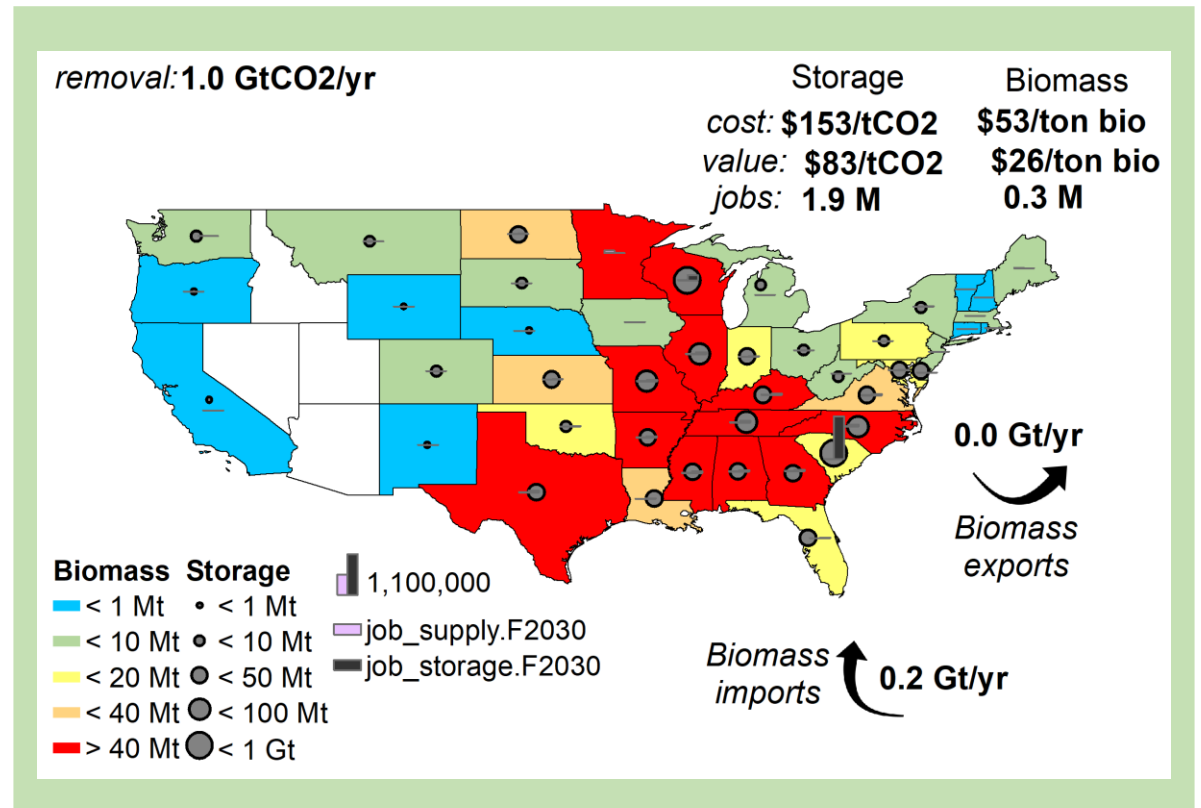 removal: 1.0 GtCO2/yr
Storage Biomass
cost: $153/tCO2 $53/ton bio
value: $83/tCO2 $26/ton bio
jobs: 1.9 M 0.3 M
0.0 Gt/yr
Biomass
exports
Biomass Storage
< 1 Mt < 1 Mt
< 10 Mt < 10 Mt
< 20 Mt < 50 Mt
< 40 Mt < 100 Mt
> 40 Mt < 1 Gt
1,100,000
job_supply.F2030
job_storage.F2030
Biomass
imports
0.2 Gt/yr